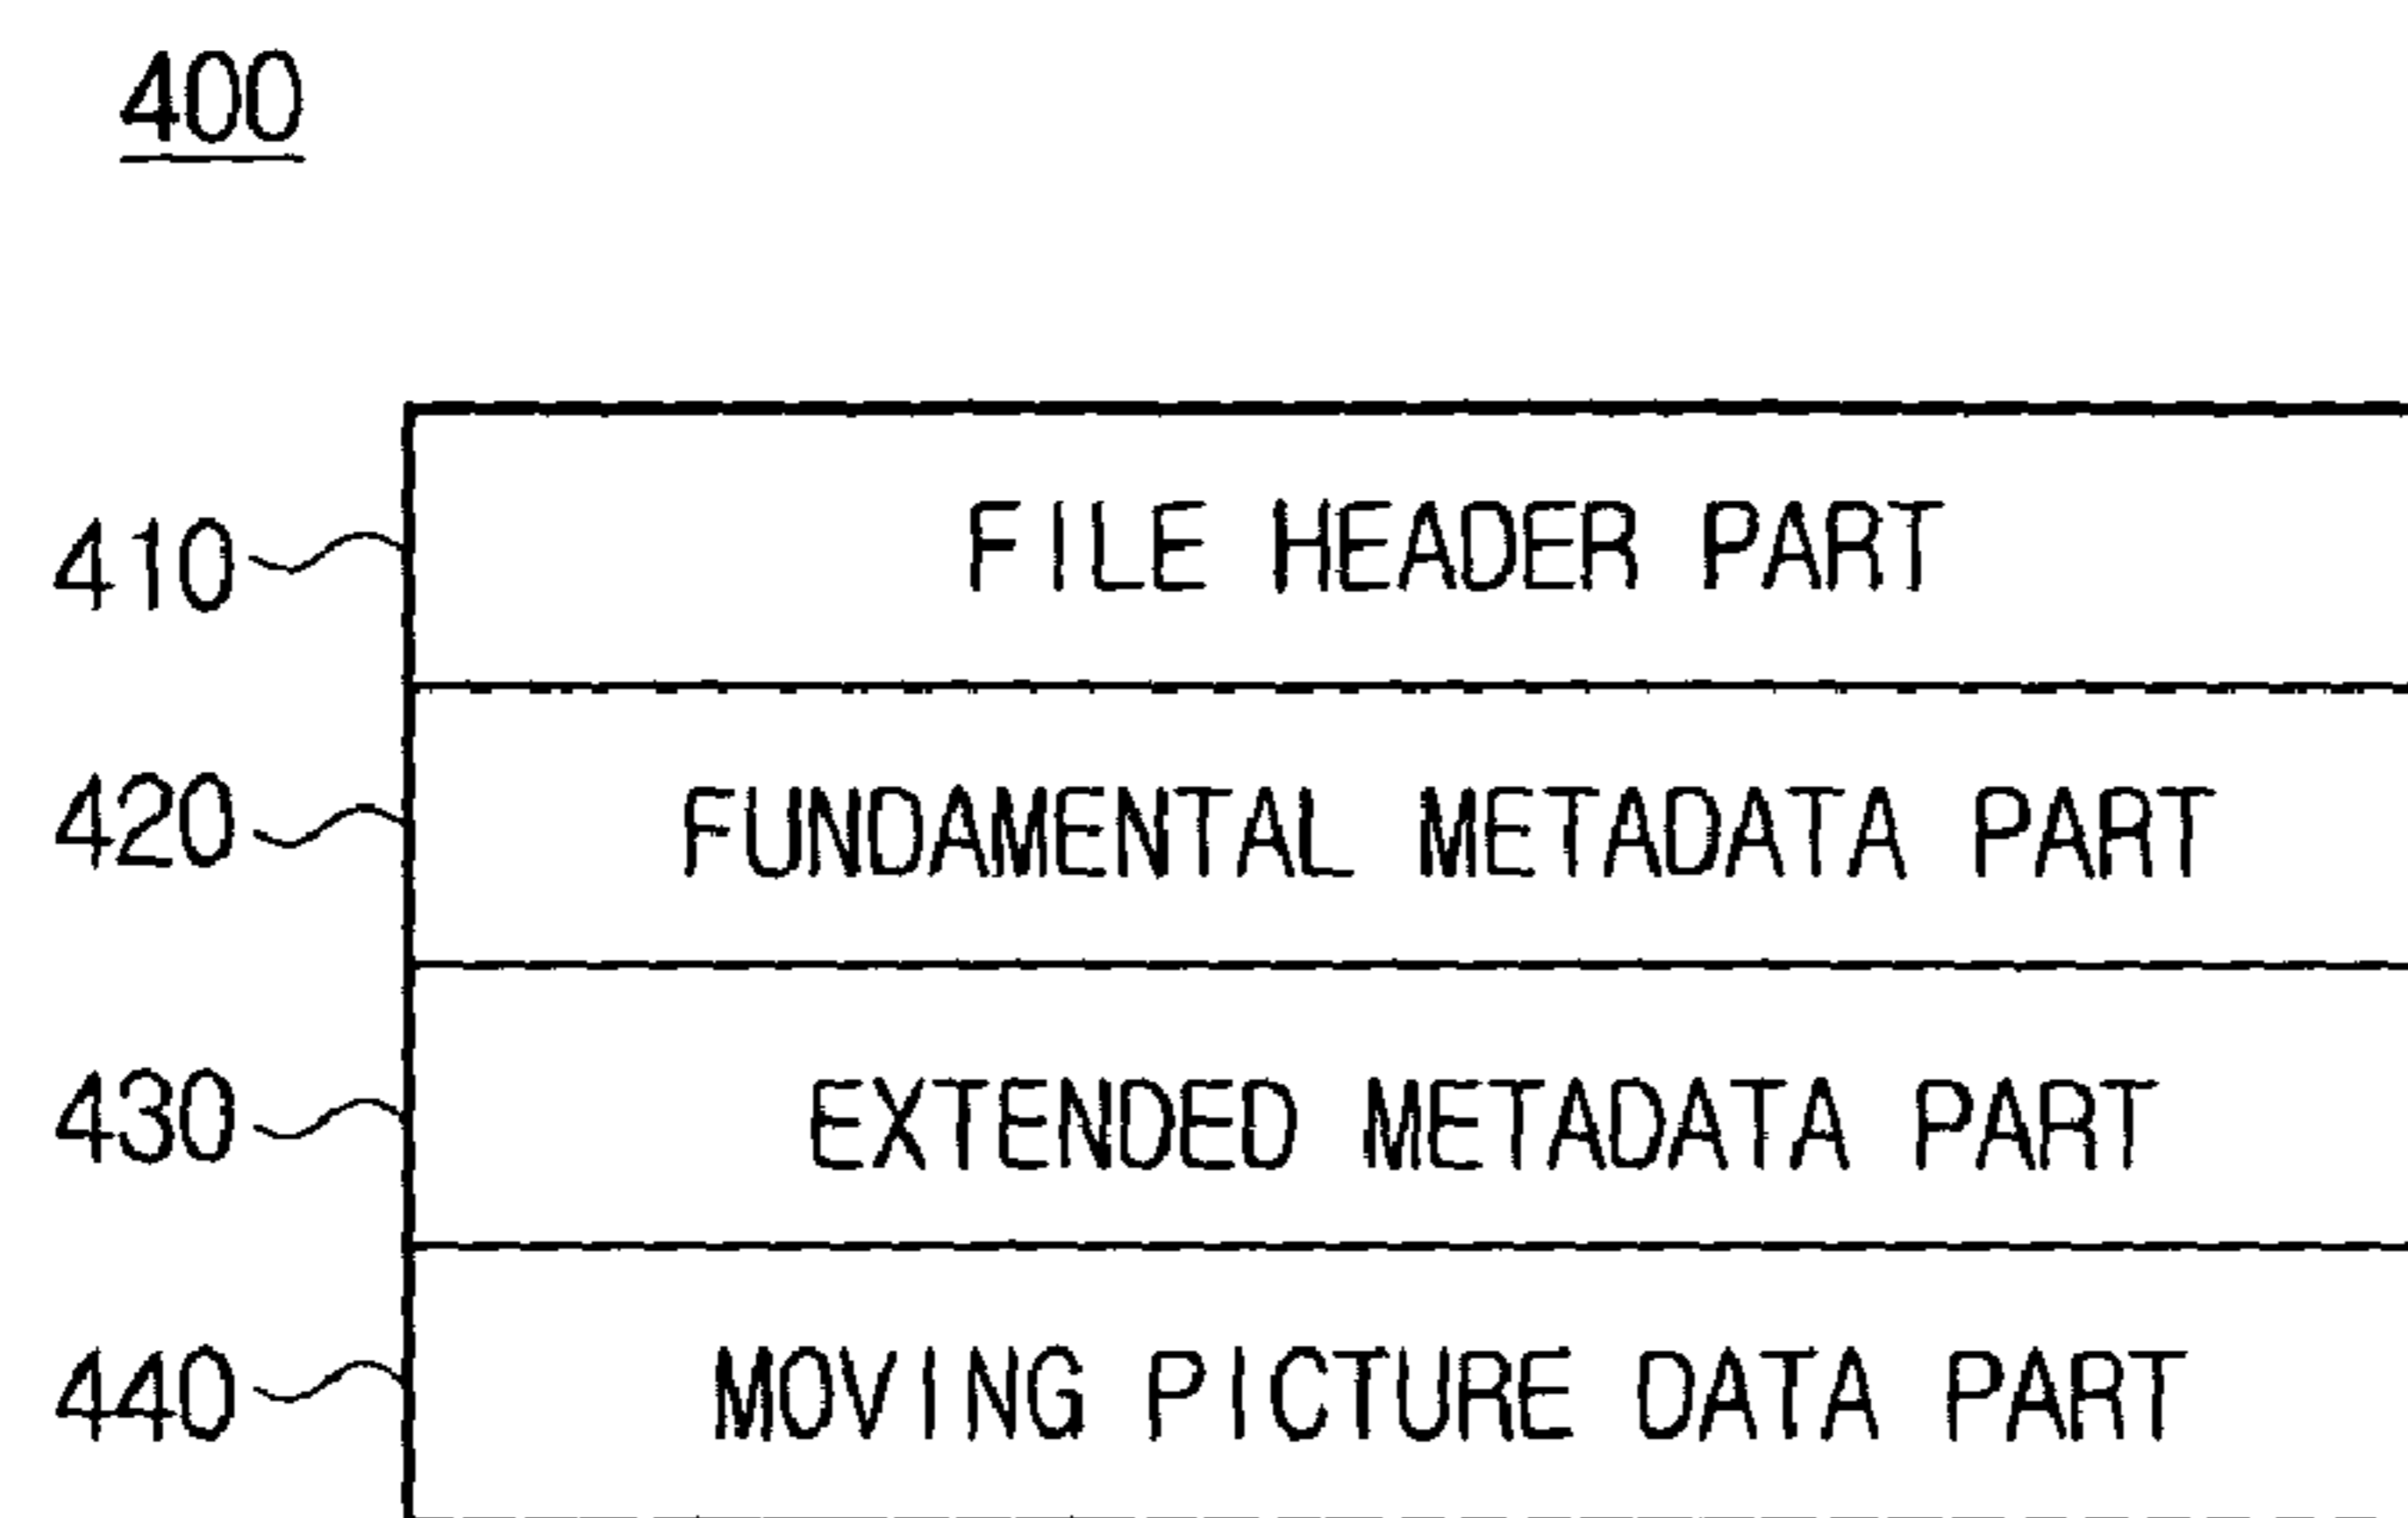 400
410 FILE HEADER PART
420 FUNDAMENTAL METADATA PART
430 EXTENDED METADATA PART
440 MOVING PICTURE DATA PART